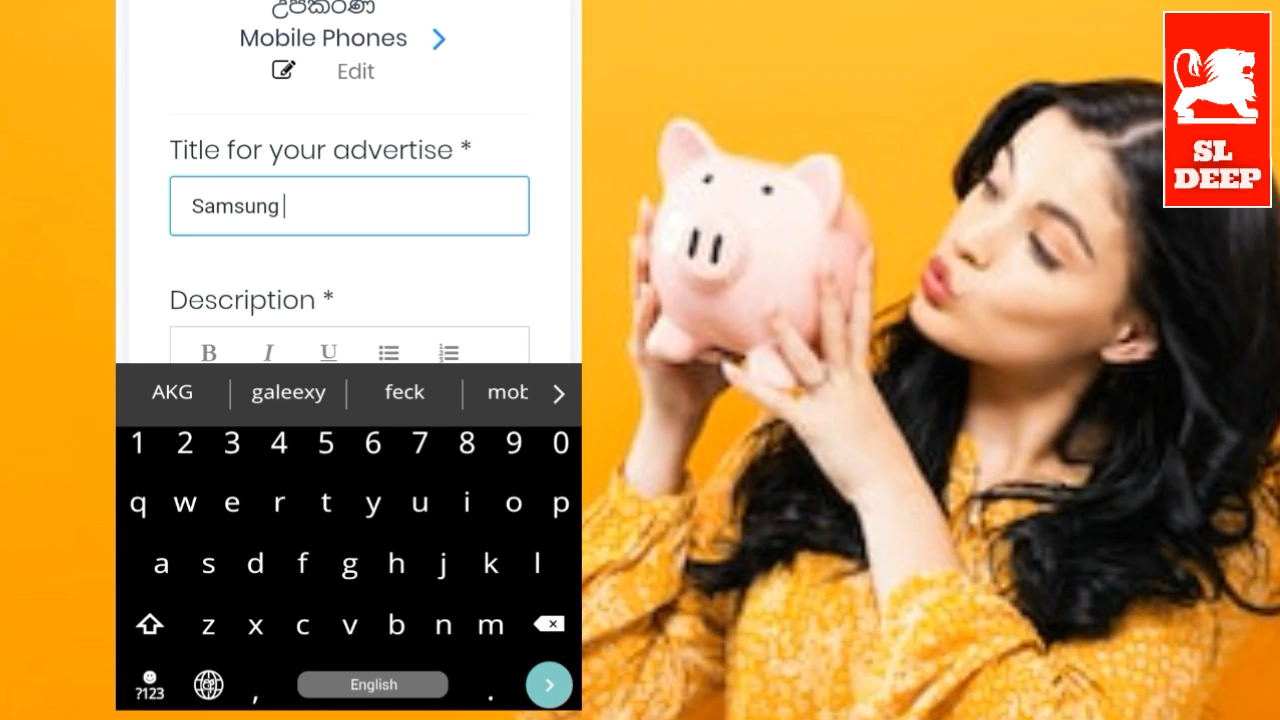 උපකරණ
Mobile Phones
Edit
Title for your advertise *
Samsung
Description *
B I U
AKG galeexy feck mob
1 2 3 4 5 6 7 8 9 0
q w e r t y u i o p
a s d f g h j k l
z x c v b n m
?123 , English .
SL
DEEP